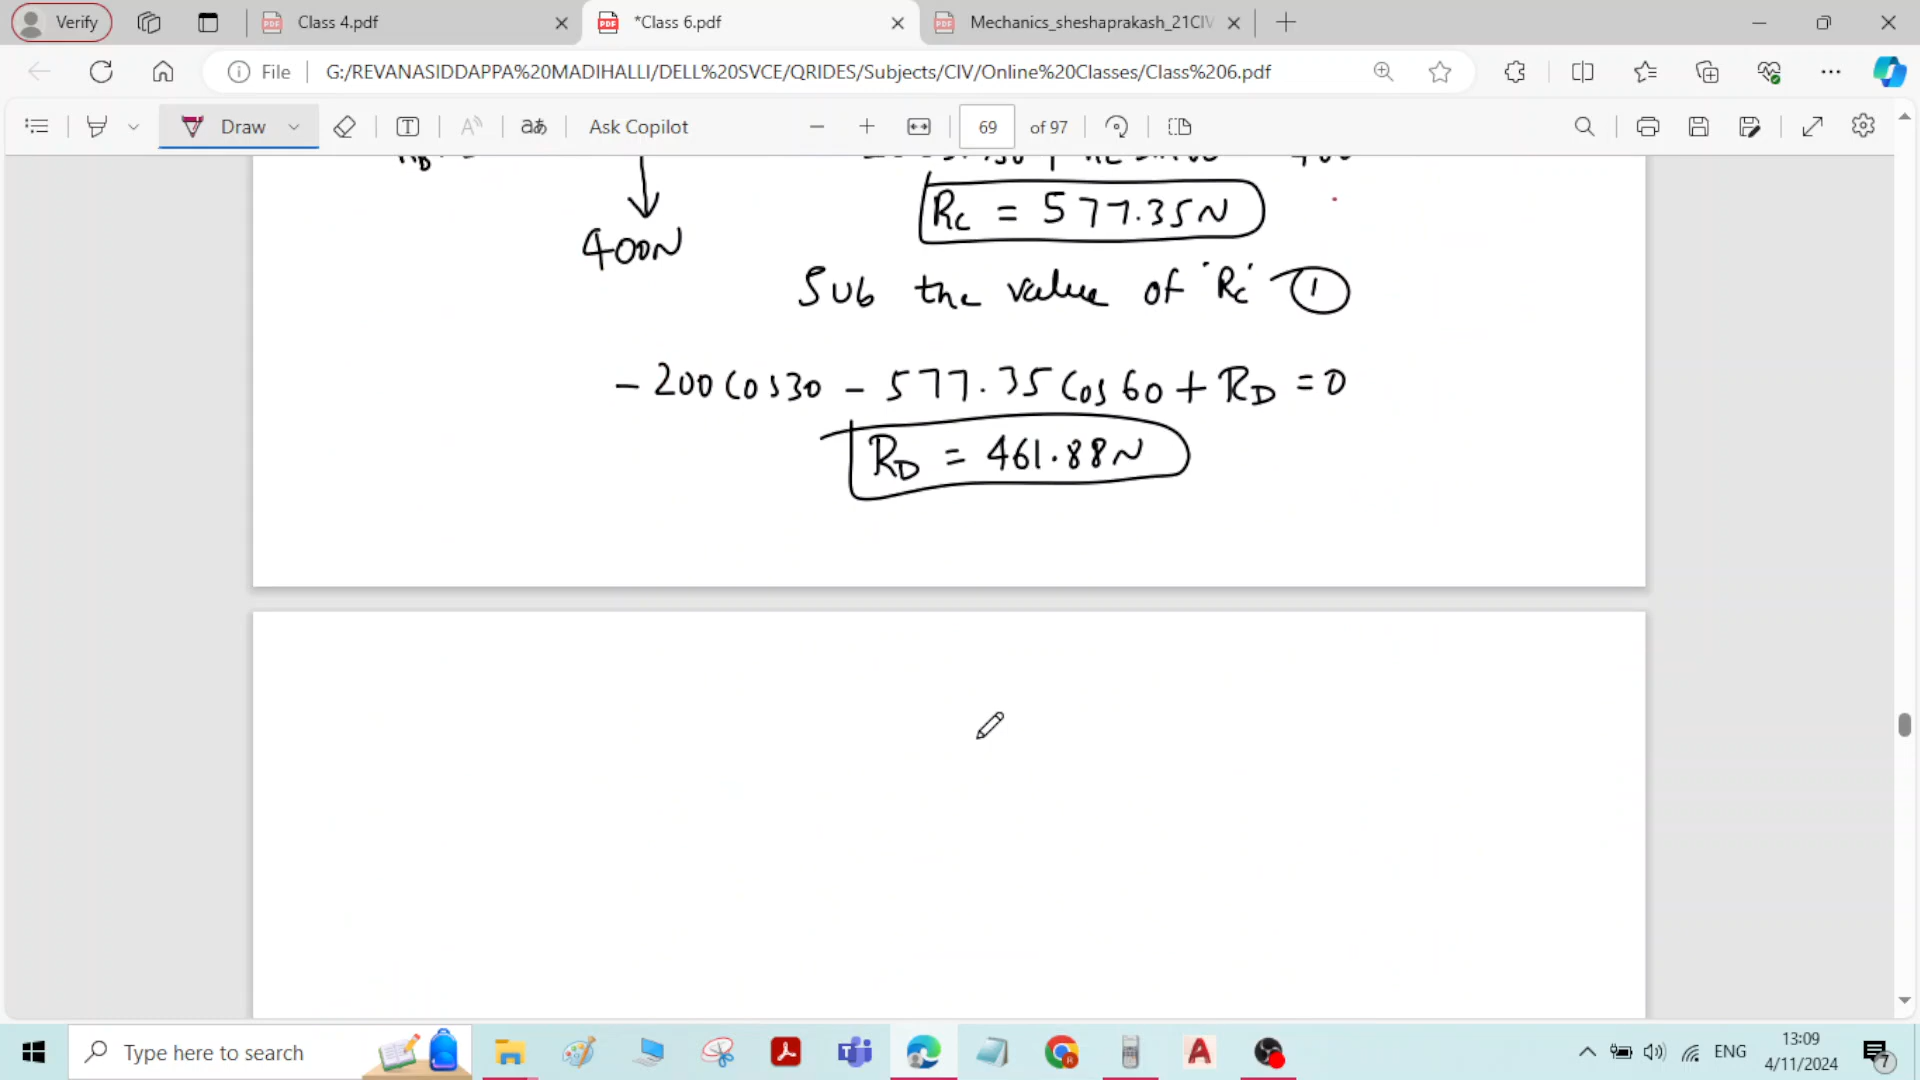 Verify
Class 4.pdf
*Class 6.pdf
Mechanics_sheshaprakash_21CIV
File
G:/REVANASIDDAPPA%20MADIHALLI/DELL%20SVCE/QRIDES/Subjects/CIV/Online%20Classes/Class%206.pdf
Draw
Ask Copilot
69 of 97
400N
Rc = 577.35N
Sub the value of 'Rc' 1
- 200 Cos30 - 577.35 Cos 60 + RD = 0
RD = 461.88N
Type here to search
ENG
13:09
4/11/2024
7